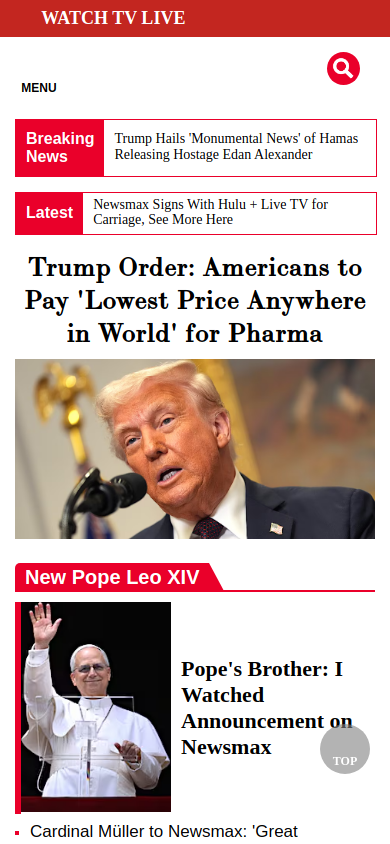 WATCH TV LIVE
MENU
Breaking
News
Trump Hails 'Monumental News' of Hamas
Releasing Hostage Edan Alexander
Latest
Newsmax Signs With Hulu + Live TV for
Carriage, See More Here
Trump Order: Americans to
Pay 'Lowest Price Anywhere
in World' for Pharma
New Pope Leo XIV
Pope's Brother: I
Watched
Announcement on
Newsmax
TOP
Cardinal Müller to Newsmax: 'Great